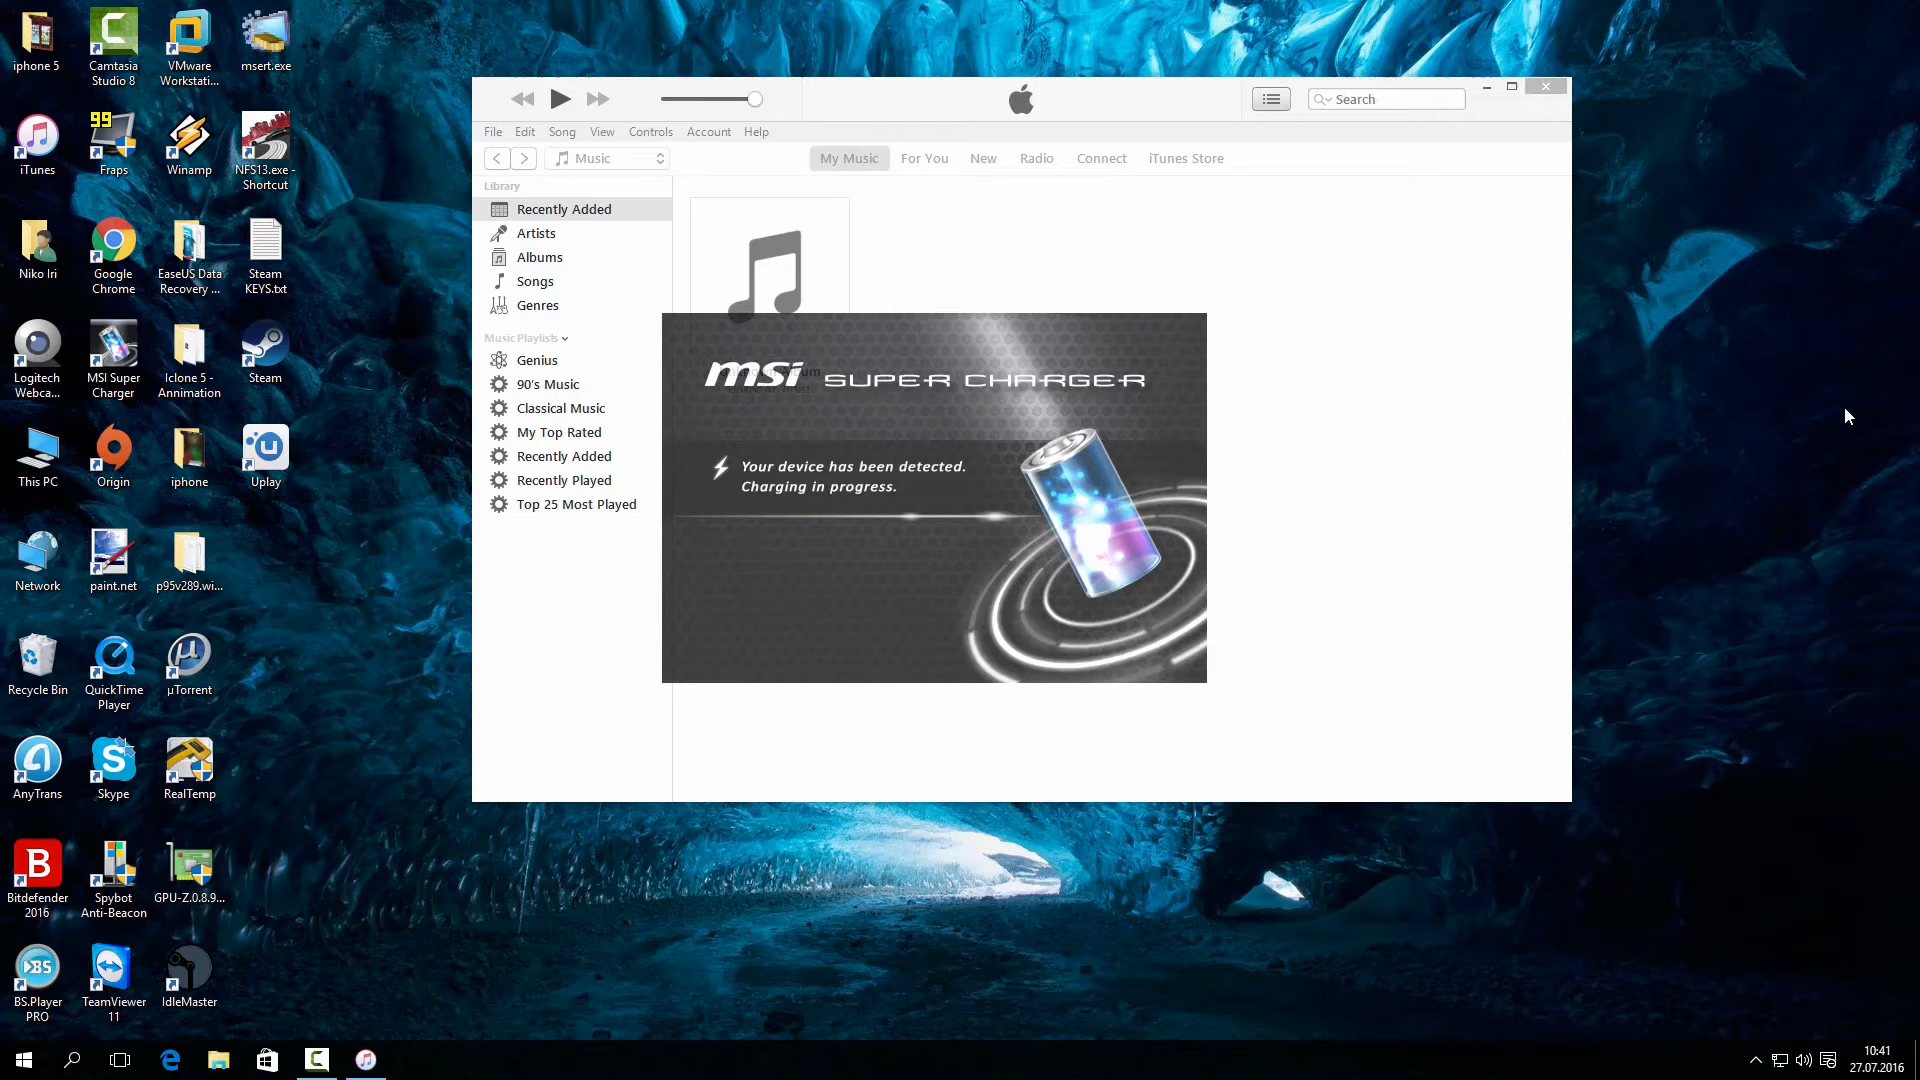 iphone 5
Camtasia
Studio 8
VMware
Workstati...
msert.exe
iTunes
99
Fraps
Winamp
NFS13.exe -
Shortcut
Niko Iri
Google
Chrome
EaseUS Data
Recovery ...
Steam
KEYS.txt
Logitech
Webca...
MSI Super
Charger
Iclone 5 -
Annimation
Steam
This PC
Origin
iphone
Uplay
Network
paint.net
p95v289.wi...
Recycle Bin
QuickTime
Player
µTorrent
AnyTrans
Skype
RealTemp
Bitdefender
2016
Spybot
Anti-Beacon
GPU-Z.0.8.9...
BS.Player
PRO
TeamViewer
11
IdleMaster
Search
File Edit Song View Controls Account Help
Music
My Music For You New Radio Connect iTunes Store
Library
Recently Added
Artists
Albums
Songs
Genres
Music Playlists
Genius
90's Music
Classical Music
My Top Rated
Recently Added
Recently Played
Top 25 Most Played
msi SUPER CHARGER
Your device has been detected.
Charging in progress.
10:41
27.07.2016